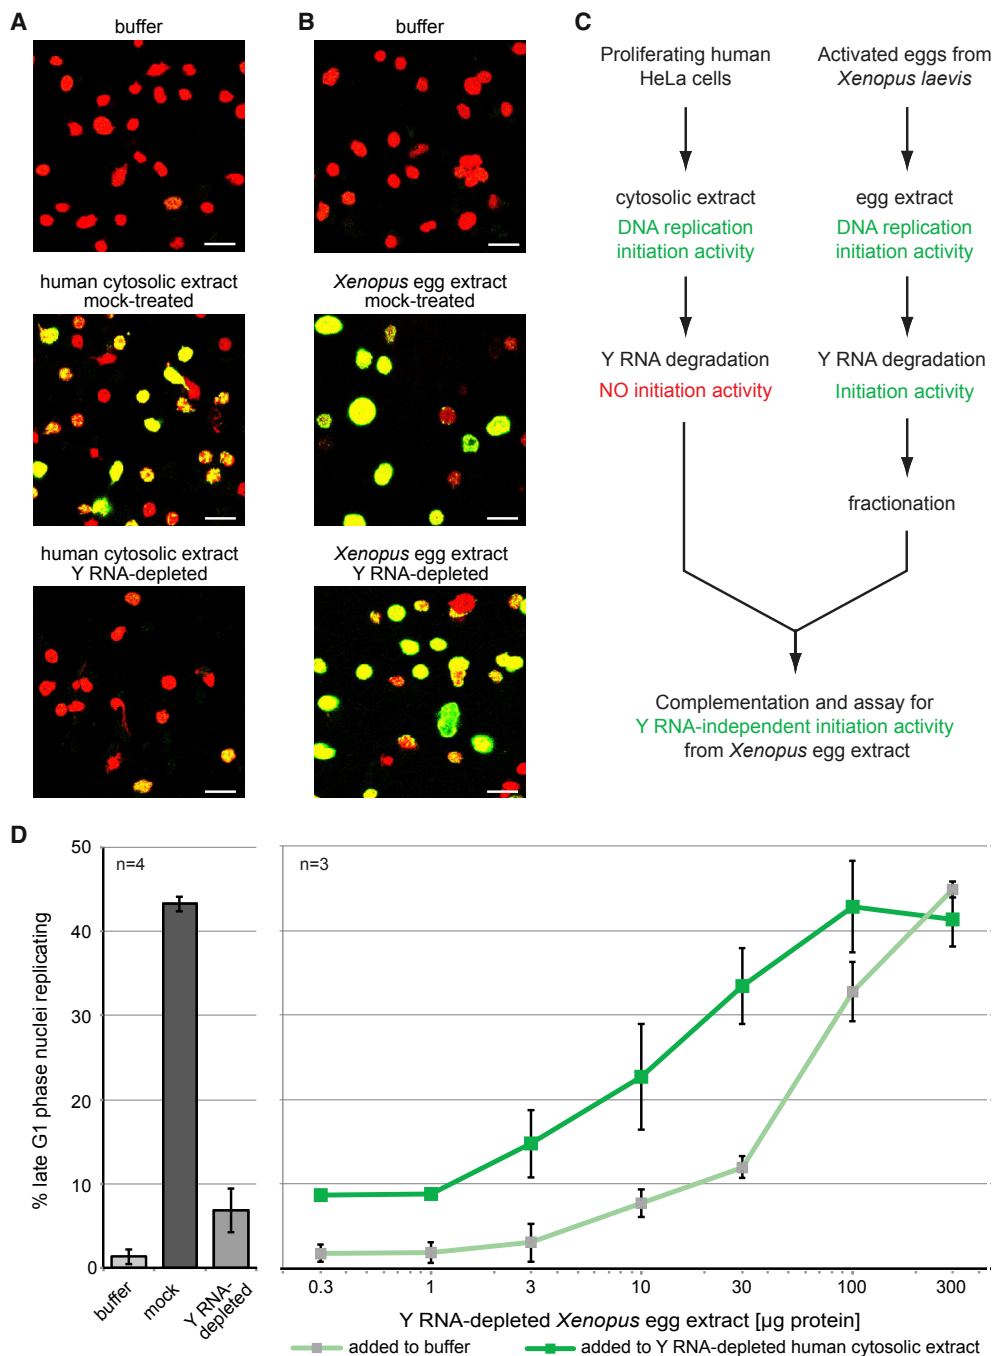 A
buffer
human cytosolic extract
mock-treated
human cytosolic extract
Y RNA-depleted
B
buffer
Xenopus egg extract
mock-treated
Xenopus egg extract
Y RNA-depleted
C
Proliferating human
HeLa cells
Activated eggs from
Xenopus laevis
cytosolic extract
DNA replication
initiation activity
egg extract
DNA replication
initiation activity
Y RNA degradation
NO initiation activity
Y RNA degradation
Initiation activity
fractionation
Complementation and assay for
Y RNA-independent initiation activity
from Xenopus egg extract
D
% late G1 phase nuclei replicating
50
40
30
20
10
0
n=4
buffer
mock
Y RNA-
depleted
n=3
0.3
1
3
10
30
100
300
Y RNA-depleted Xenopus egg extract [µg protein]
added to buffer
added to Y RNA-depleted human cytosolic extract